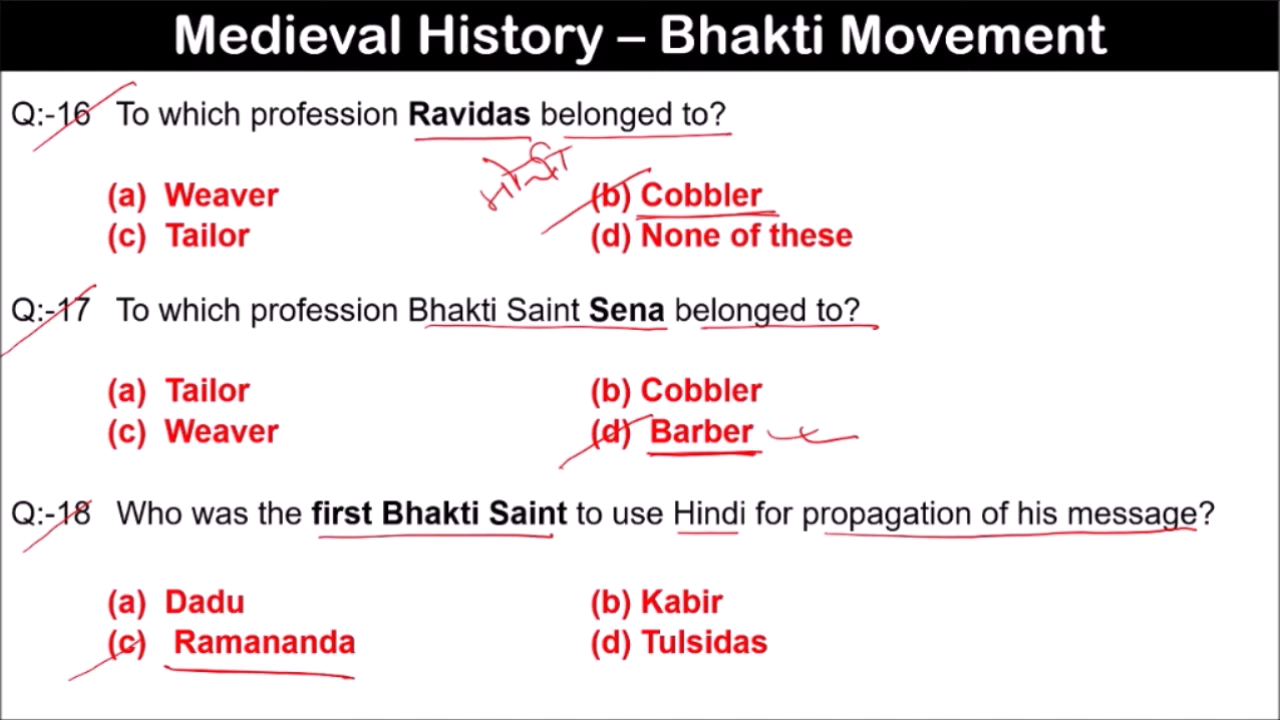 Medieval History – Bhakti Movement
Q:-16 To which profession Ravidas belonged to?
(a) Weaver (b) Cobbler
(c) Tailor (d) None of these
Q:-17 To which profession Bhakti Saint Sena belonged to?
(a) Tailor (b) Cobbler
(c) Weaver (d) Barber
Q:-18 Who was the first Bhakti Saint to use Hindi for propagation of his message?
(a) Dadu (b) Kabir
(c) Ramananda (d) Tulsidas